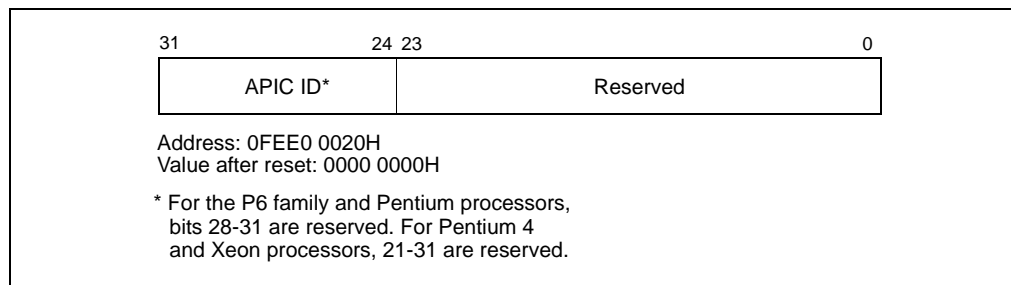 31 24 23 0
APIC ID* Reserved
Address: 0FEE0 0020H
Value after reset: 0000 0000H
* For the P6 family and Pentium processors,
bits 28-31 are reserved. For Pentium 4
and Xeon processors, 21-31 are reserved.